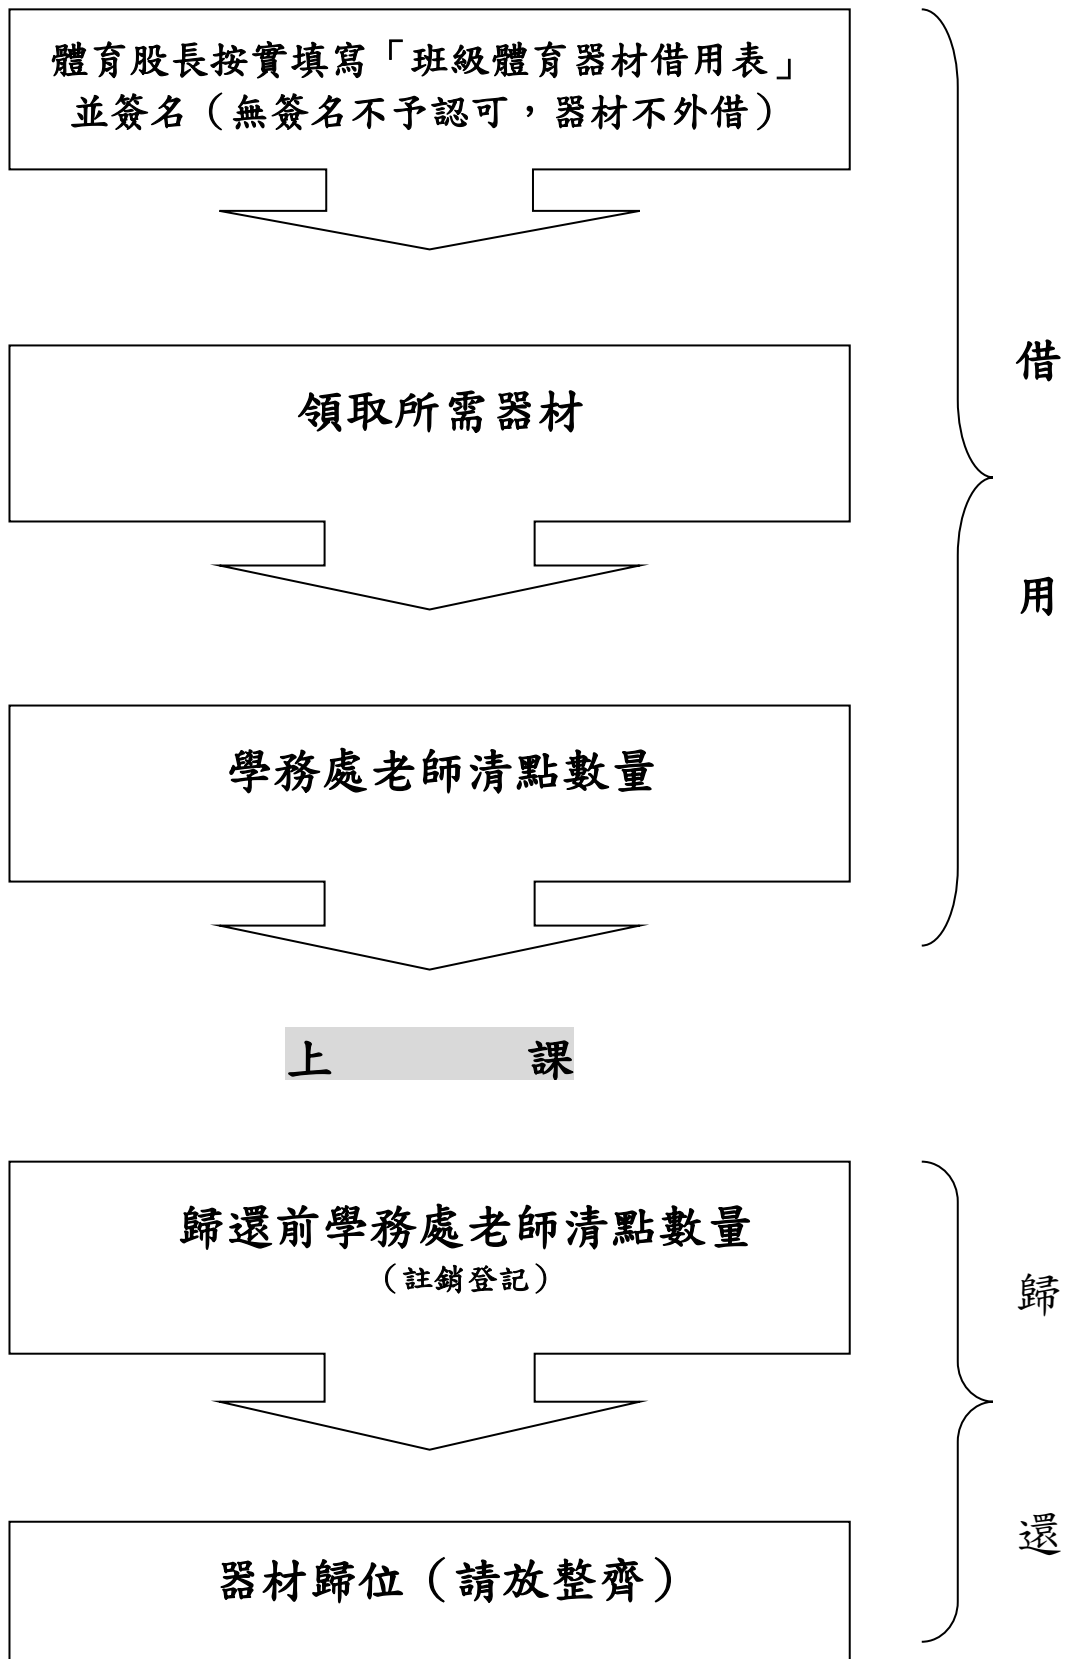 體育股長按實填寫「班級體育器材借用表」
並簽名（無簽名不予認可，器材不外借）
領取所需器材
學務處老師清點數量
借
用
上　　　　課
歸還前學務處老師清點數量
（註銷登記）
器材歸位（請放整齊）
歸
還